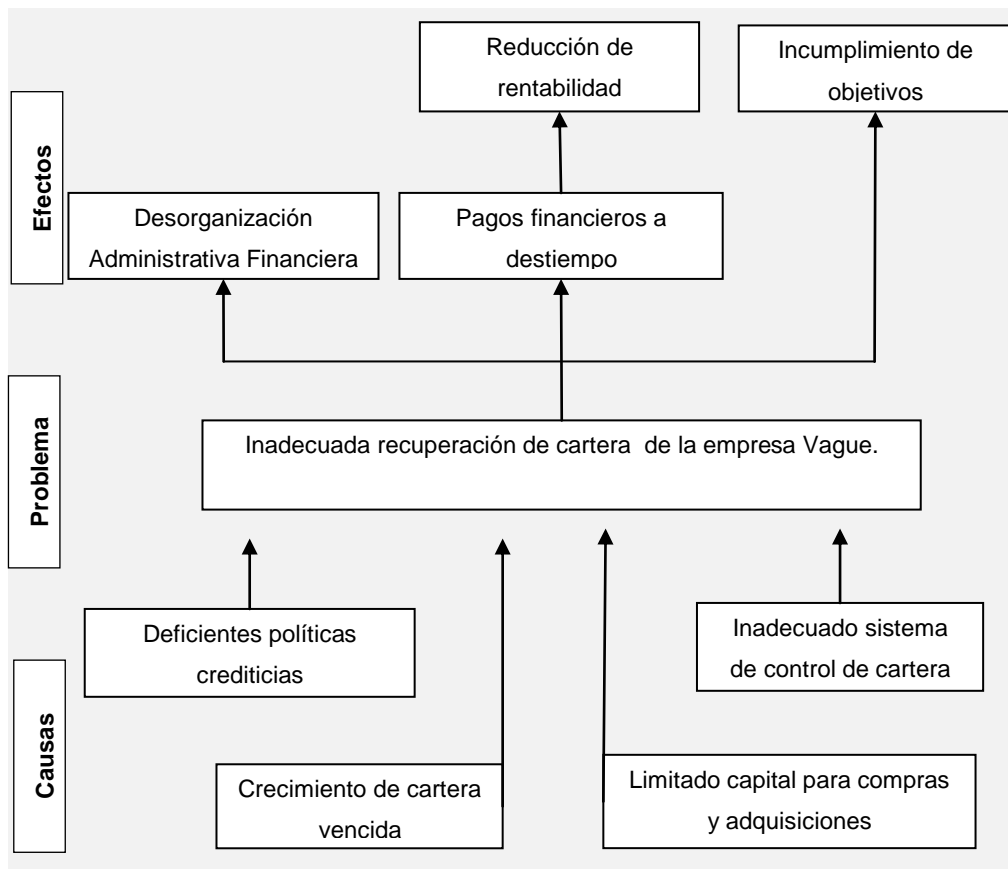 Reducción de
rentabilidad
Incumplimiento de
objetivos
Efectos
Desorganización
Administrativa Financiera
Pagos financieros a
destiempo
Problema
Inadecuada recuperación de cartera  de la empresa Vague.
Deficientes políticas
crediticias
Inadecuado sistema
de control de cartera
Causas
Crecimiento de cartera
vencida
Limitado capital para compras
y adquisiciones